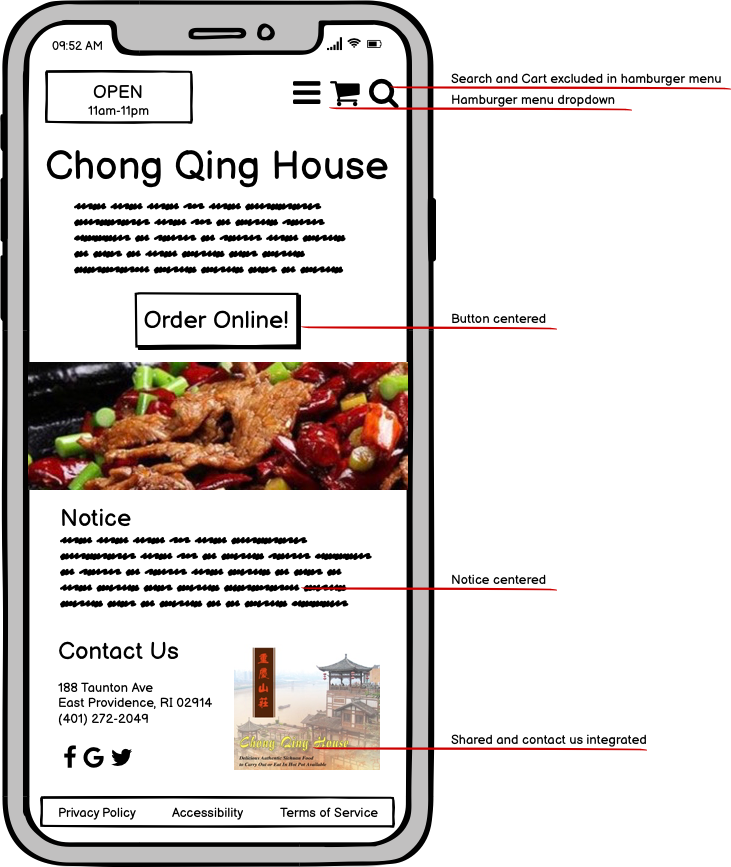 09:52 AM
OPEN
11am-11pm
Search and Cart excluded in hamburger menu
Hamburger menu dropdown
Chong Qing House
Order Online!
Button centered
Notice
Notice centered
Contact Us
188 Taunton Ave
East Providence, RI 02914
(401) 272-2049
重
慶
山
莊
Chong Qing House
Delicious Authentic Sichuan Food
to Carry Out or Eat In Hot Pot Available
Shared and contact us integrated
Privacy Policy Accessibility Terms of Service